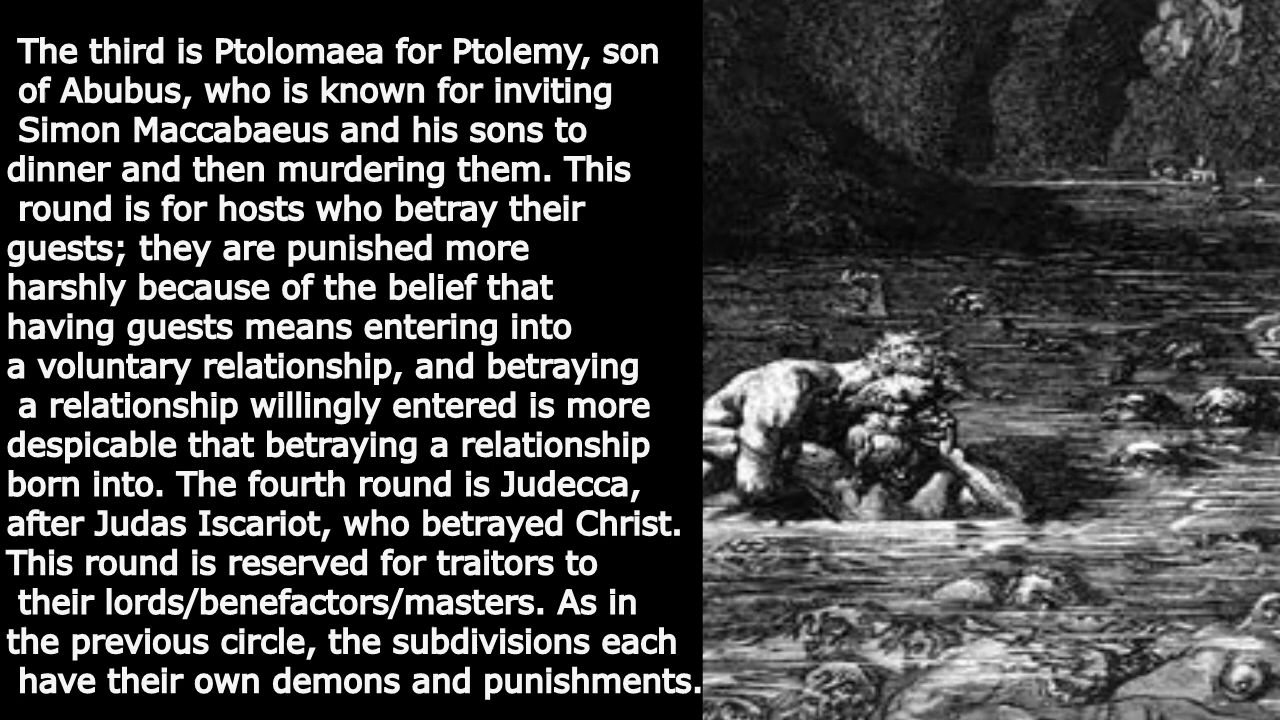 The third is Ptolomaea for Ptolemy, son
of Abubus, who is known for inviting
Simon Maccabaeus and his sons to
dinner and then murdering them. This
round is for hosts who betray their
guests; they are punished more
harshly because of the belief that
having guests means entering into
a voluntary relationship, and betraying
a relationship willingly entered is more
despicable that betraying a relationship
born into. The fourth round is Judecca,
after Judas Iscariot, who betrayed Christ.
This round is reserved for traitors to
their lords/benefactors/masters. As in
the previous circle, the subdivisions each
have their own demons and punishments.